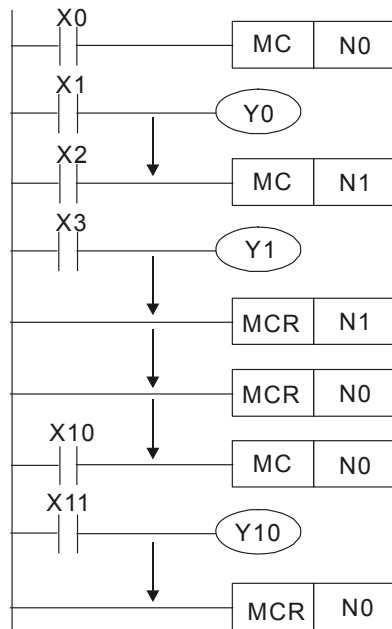 X0
MC N0
X1
Y0
X2
MC N1
X3
Y1
MCR N1
MCR N0
X10
MC N0
X11
Y10
MCR N0